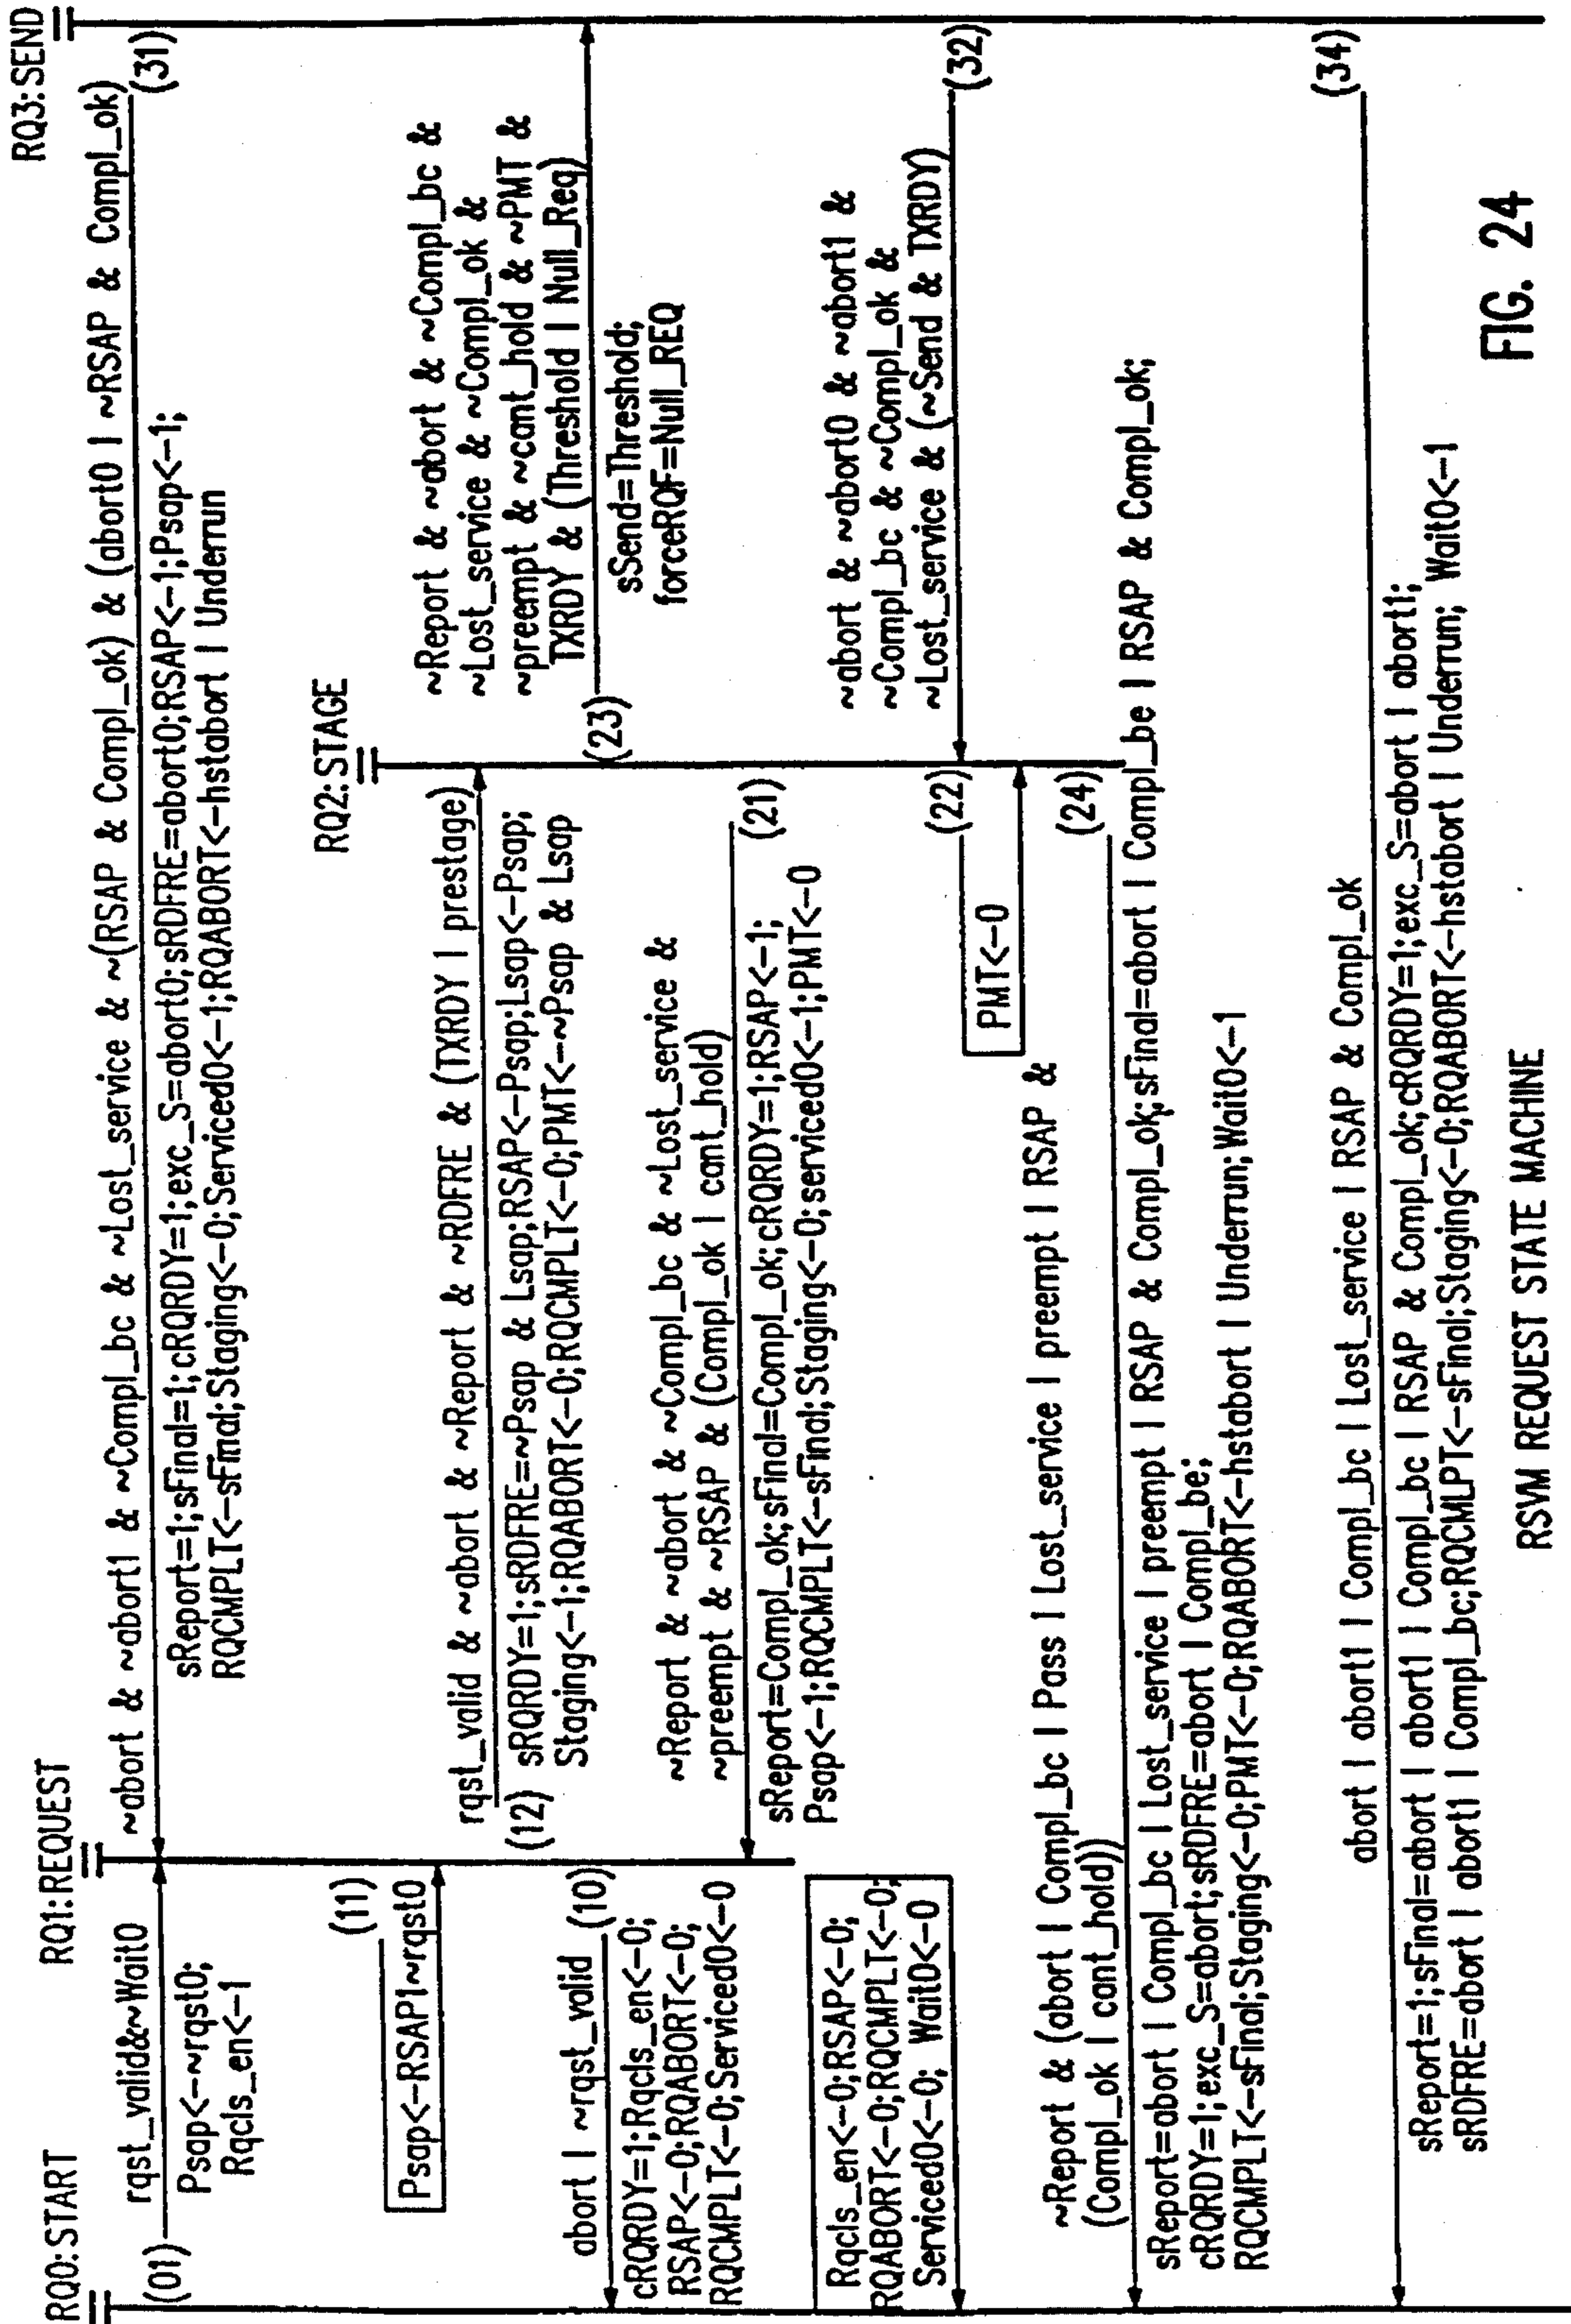 RQ0: START
RQ1: REQUEST
RQ2: STAGE
RQ3: SEND
(01)
rqst_valid&~Wait0
Psap<-~rqst0;
Rqcls_en<-1
~abort & ~abort1 & ~Compl_bc & ~Lost_service & ~(RSAP & Compl_ok) & (abort0 | ~RSAP & Compl_ok)
(31)
sReport=1;sFinal=1;cRQRDY=1;exc_S=abort0;sRDFRE=abort0;RSAP<-1;Psap<-1;
RQCMPLT<-sFinal;Staging<-0;Serviced0<-1;RQABORT<-hstabort | Underrun
(11)
Psap<-RSAP1~rqst0
rqst_valid & ~abort & ~Report & ~RDFRE & (TXRDY | prestage)
(12) sRQRDY=1;sRDFRE=~Psap & Lsap;RSAP<-Psap;Lsap<-Psap;
Staging<-1;RQABORT<-0;RQCMPLT<-0;PMT<-~Psap & Lsap
~Report & ~abort & ~Compl_bc &
~Lost_service & ~Compl_ok &
~preempt & ~cant_hold & ~PMT &
TXRDY & (Threshold | Null_Req)
(23)
sSend=Threshold;
forceRQF=Null_REQ
abort | ~rqst_valid (10)
cRQRDY=1;Rqcls_en<-0;
RSAP<-0;RQABORT<-0;
RQCMPLT<-0;Serviced0<-0
~Report & ~abort & ~Compl_bc & ~Lost_service &
~preempt & ~RSAP & (Compl_ok | cant_hold)
(21)
sReport=Compl_ok;sFinal=Compl_ok;cRQRDY=1;RSAP<-1;
Psap<-1;RQCMPLT<-sFinal;Staging<-0;serviced0<-1;PMT<-0
Rqcls_en<-0;RSAP<-0;
RQABORT<-0;RQCMPLT<-0;
Serviced0<-0; Wait0<-0
(22)
PMT<-0
~abort & ~abort0 & ~abort1 &
~Compl_bc & ~Compl_ok &
~Lost_service & (~Send & TXRDY)
(32)
~Report & (abort | Compl_bc | Pass | Lost_service | preempt | RSAP &
(Compl_ok | cant_hold))
(24)
sReport=abort | Compl_bc | Lost_service | preempt | RSAP & Compl_ok;sFinal=abort | Compl_be | RSAP & Compl_ok;
cRQRDY=1;exc_S=abort;sRDFRE=abort | Compl_be;
RQCMPLT<-sFinal;Staging<-0;PMT<-0;RQABORT<-hstabort | Underrun;Wait0<-1
abort | abort1 | Compl_bc | Lost_service | RSAP & Compl_ok
(34)
sReport=1;sFinal=abort | abort1 | Compl_bc | RSAP & Compl_ok;cRQRDY=1;exc_S=abort | abort1;
sRDFRE=abort | abort1 | Compl_bc;RQCMLPT<-sFinal;Staging<-0;RQABORT<-hstabort | Underrun; Wait0<-1
RSVM REQUEST STATE MACHINE
FIG. 24